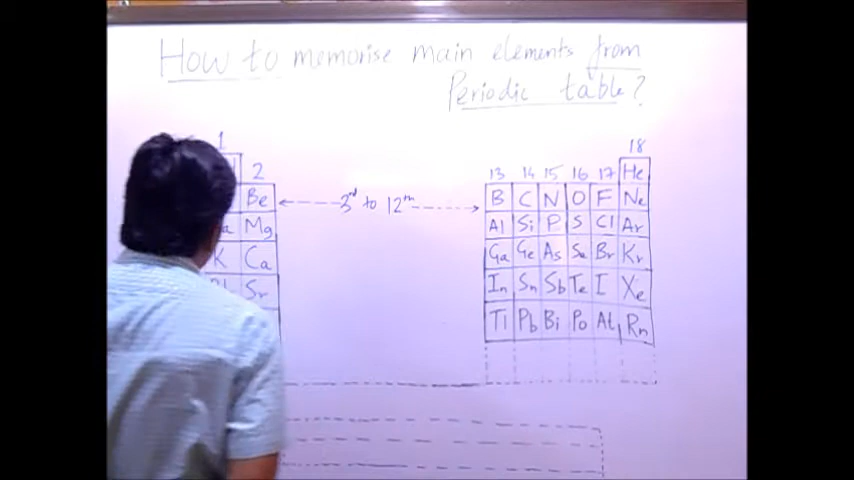 How to memorise main elements from
Periodic table?
1 18
2 13 14 15 16 17 He
Be 3rd to 12th B C N O F Ne
Mg Al Si P S Cl Ar
K Ca Ga Ge As Se Br Kr
Sr In Sn Sb Te I Xe
Tl Pb Bi Po At Rn